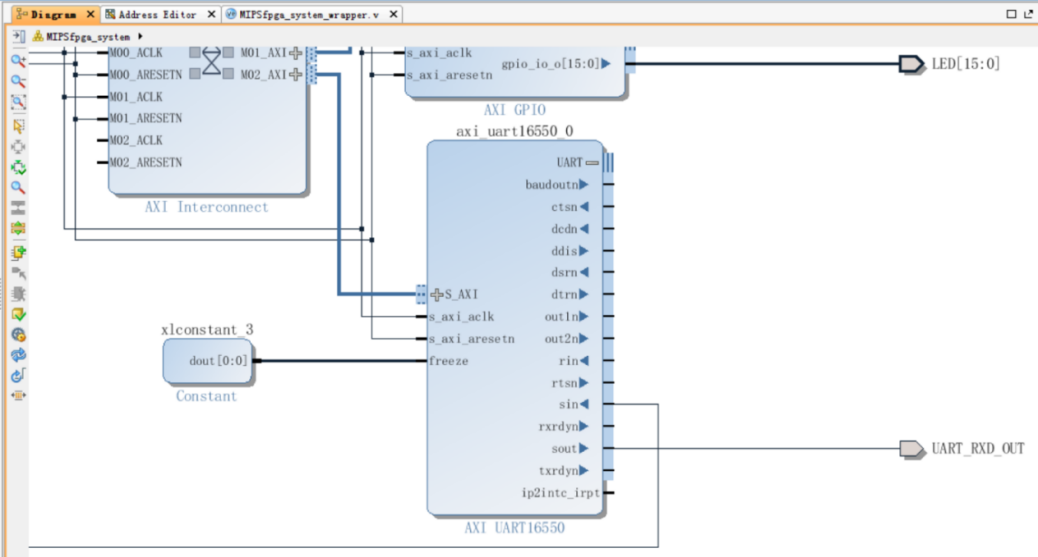 Diagram × Address Editor × MIPSfpga_system_wrapper.v ×
MIPSfpga_system
M00_ACLK M01_AXI
M00_ARESETN M02_AXI
M01_ACLK
M01_ARESETN
M02_ACLK
M02_ARESETN
AXI Interconnect
s_axi_aclk
s_axi_aresetn
gpio_io_o[15:0]
AXI GPIO
LED[15:0]
axi_uart16550_0
UART
baudoutn
ctsn
dcdn
ddis
dsrn
S_AXI dtrn
s_axi_aclk out1n
s_axi_aresetn out2n
freeze rin
rtsn
sin
rxrdyn
sout
txrdyn
ip2intc_irpt
AXI UART16550
xlconstant_3
dout[0:0]
Constant
UART_RXD_OUT